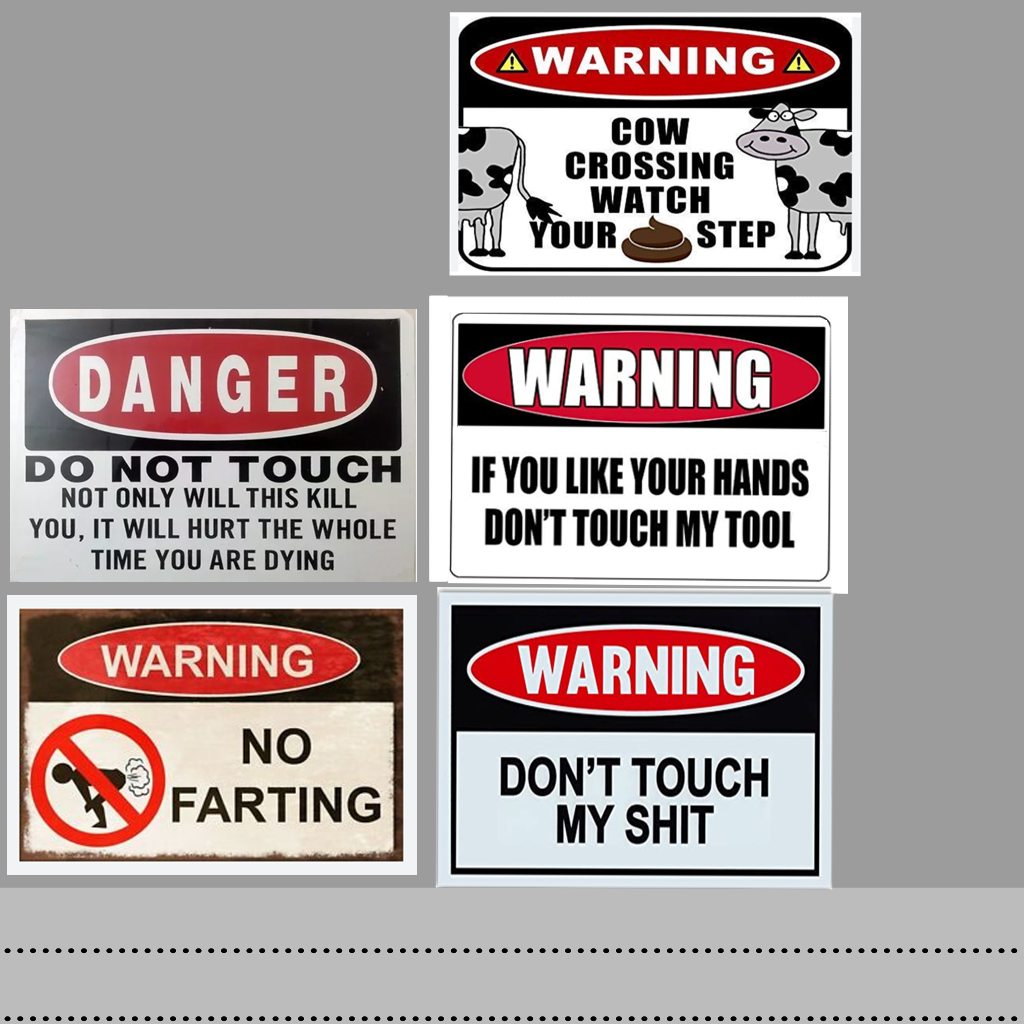 WARNING
COW
CROSSING
WATCH
YOUR STEP
DANGER
DO NOT TOUCH
NOT ONLY WILL THIS KILL
YOU, IT WILL HURT THE WHOLE
TIME YOU ARE DYING
WARNING
IF YOU LIKE YOUR HANDS
DON'T TOUCH MY TOOL
WARNING
NO
FARTING
WARNING
DON'T TOUCH
MY SHIT